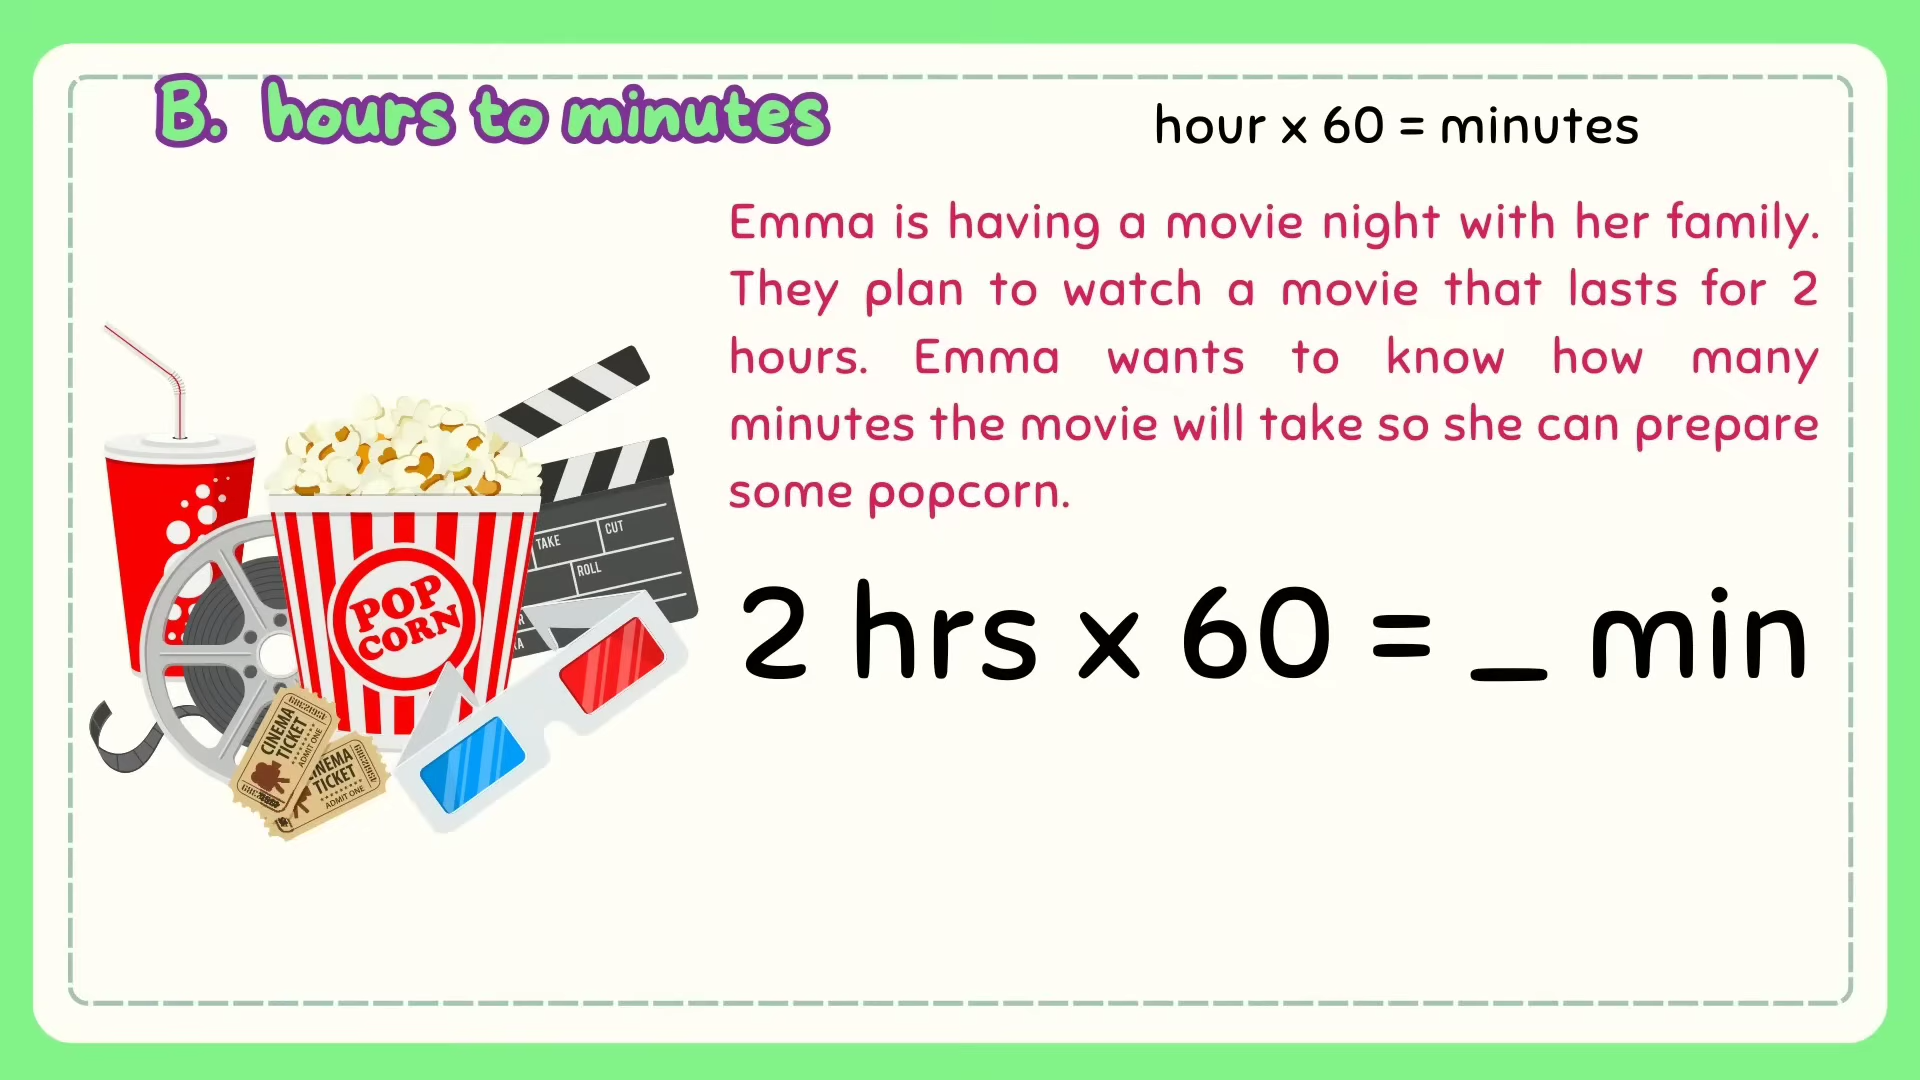 B. hours to minutes
hour x 60 = minutes
Emma is having a movie night with her family.
They plan to watch a movie that lasts for 2
hours. Emma wants to know how many
minutes the movie will take so she can prepare
some popcorn.
2 hrs x 60 = _ min
TAKE
CUT
ROLL
POP
CORN
CINEMA
TICKET
ADMIT ONE
TICKET
ADMIT ONE